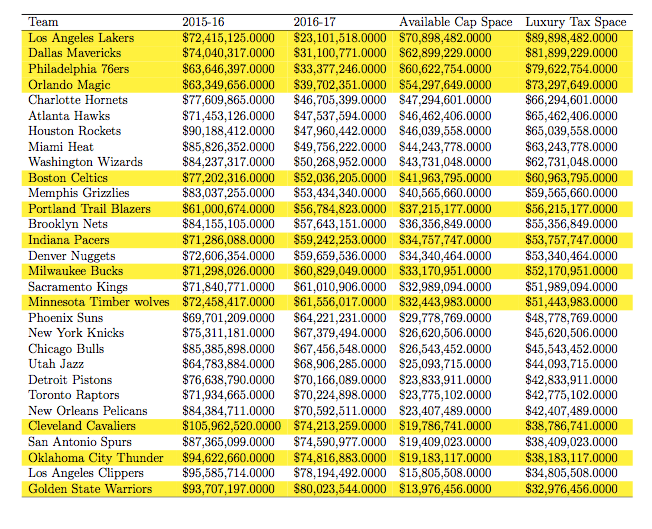 Team 2015-16 2016-17 Available Cap Space Luxury Tax Space
Los Angeles Lakers $72,415,125.0000 $23,101,518.0000 $70,898,482.0000 $89,898,482.0000
Dallas Mavericks $74,040,317.0000 $31,100,771.0000 $62,899,229.0000 $81,899,229.0000
Philadelphia 76ers $63,646,397.0000 $33,377,246.0000 $60,622,754.0000 $79,622,754.0000
Orlando Magic $63,349,656.0000 $39,702,351.0000 $54,297,649.0000 $73,297,649.0000
Charlotte Hornets $77,609,865.0000 $46,705,399.0000 $47,294,601.0000 $66,294,601.0000
Atlanta Hawks $71,453,126.0000 $47,537,594.0000 $46,462,406.0000 $65,462,406.0000
Houston Rockets $90,188,412.0000 $47,960,442.0000 $46,039,558.0000 $65,039,558.0000
Miami Heat $85,826,352.0000 $49,756,222.0000 $44,243,778.0000 $63,243,778.0000
Washington Wizards $84,237,317.0000 $50,268,952.0000 $43,731,048.0000 $62,731,048.0000
Boston Celtics $77,202,316.0000 $52,036,205.0000 $41,963,795.0000 $60,963,795.0000
Memphis Grizzlies $83,037,255.0000 $53,434,340.0000 $40,565,660.0000 $59,565,660.0000
Portland Trail Blazers $61,000,674.0000 $56,784,823.0000 $37,215,177.0000 $56,215,177.0000
Brooklyn Nets $84,155,105.0000 $57,643,151.0000 $36,356,849.0000 $55,356,849.0000
Indiana Pacers $71,286,088.0000 $59,242,253.0000 $34,757,747.0000 $53,757,747.0000
Denver Nuggets $72,606,354.0000 $59,659,536.0000 $34,340,464.0000 $53,340,464.0000
Milwaukee Bucks $71,298,026.0000 $60,829,049.0000 $33,170,951.0000 $52,170,951.0000
Sacramento Kings $71,840,771.0000 $61,010,906.0000 $32,989,094.0000 $51,989,094.0000
Minnesota Timber wolves $72,458,417.0000 $61,556,017.0000 $32,443,983.0000 $51,443,983.0000
Phoenix Suns $69,701,209.0000 $64,221,231.0000 $29,778,769.0000 $48,778,769.0000
New York Knicks $75,311,181.0000 $67,379,494.0000 $26,620,506.0000 $45,620,506.0000
Chicago Bulls $85,385,898.0000 $67,456,548.0000 $26,543,452.0000 $45,543,452.0000
Utah Jazz $64,783,884.0000 $68,906,285.0000 $25,093,715.0000 $44,093,715.0000
Detroit Pistons $76,638,790.0000 $70,166,089.0000 $23,833,911.0000 $42,833,911.0000
Toronto Raptors $71,934,665.0000 $70,224,898.0000 $23,775,102.0000 $42,775,102.0000
New Orleans Pelicans $84,384,711.0000 $70,592,511.0000 $23,407,489.0000 $42,407,489.0000
Cleveland Cavaliers $105,962,520.0000 $74,213,259.0000 $19,786,741.0000 $38,786,741.0000
San Antonio Spurs $87,365,099.0000 $74,590,977.0000 $19,409,023.0000 $38,409,023.0000
Oklahoma City Thunder $94,622,660.0000 $74,816,883.0000 $19,183,117.0000 $38,183,117.0000
Los Angeles Clippers $95,585,714.0000 $78,194,492.0000 $15,805,508.0000 $34,805,508.0000
Golden State Warriors $93,707,197.0000 $80,023,544.0000 $13,976,456.0000 $32,976,456.0000